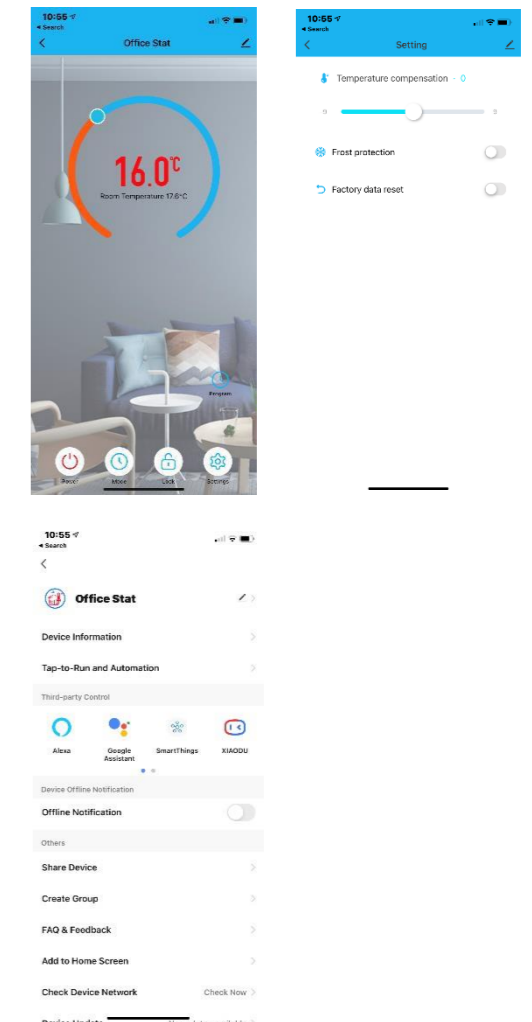 10:55
◀ Search
Office Stat
16.0°C
Room Temperature 17.6°C
Program
Power
Mode
Lock
Settings
10:55
◀ Search
Setting
Temperature compensation - 0
-9
9
Frost protection
Factory data reset
10:55
◀ Search
Office Stat
Device Information
Tap-to-Run and Automation
Third-party Control
Alexa
Google Assistant
SmartThings
XIAODU
Device Offline Notification
Offline Notification
Others
Share Device
Create Group
FAQ & Feedback
Add to Home Screen
Check Device Network Check Now
Device Update